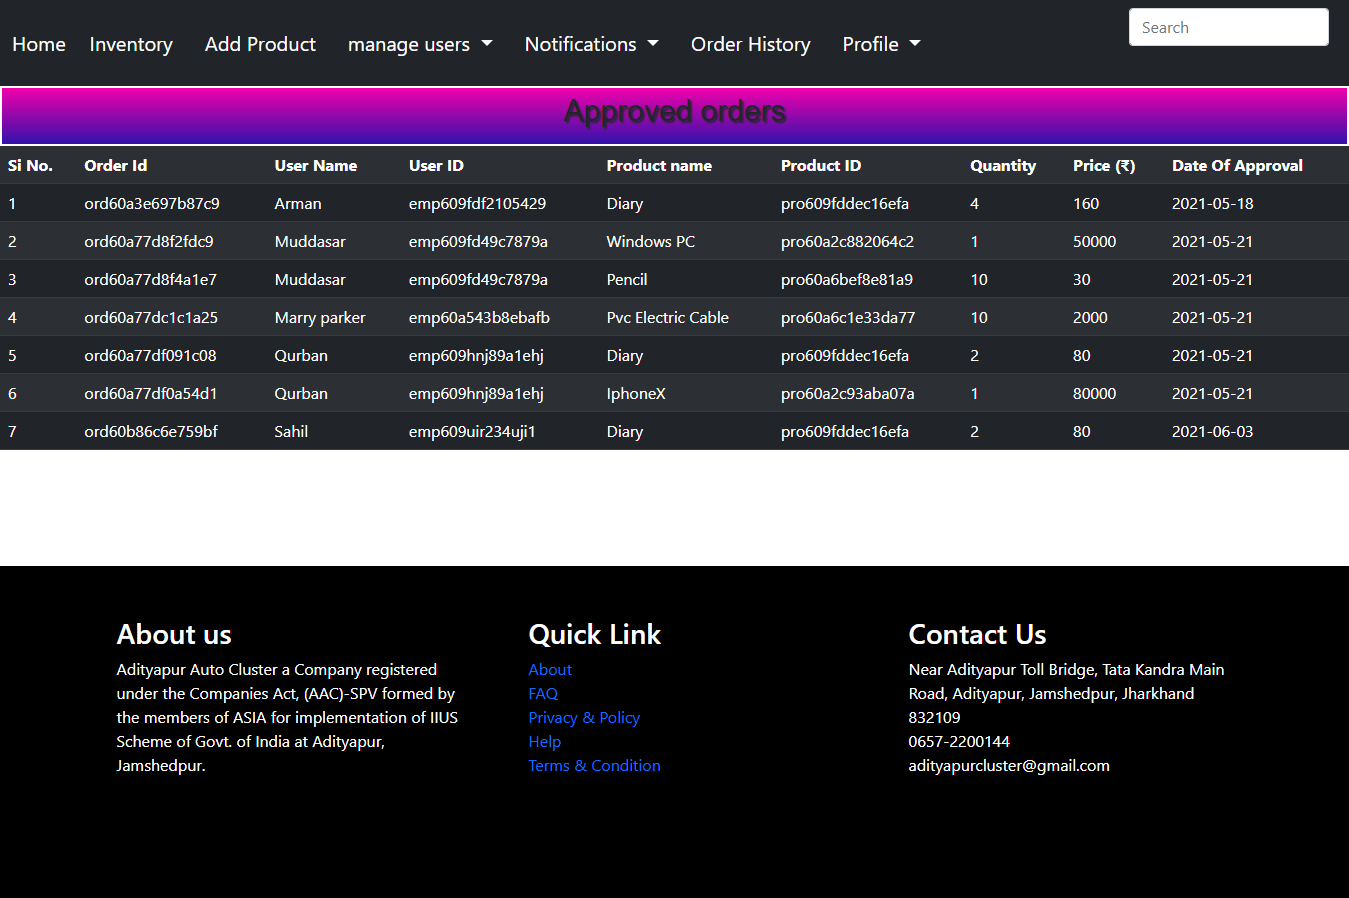 Home Inventory Add Product manage users Notifications Order History Profile Search
Approved orders
Si No. Order Id User Name User ID Product name Product ID Quantity Price (₹) Date Of Approval
1 ord60a3e697b87c9 Arman emp609fdf2105429 Diary pro609fddec16efa 4 160 2021-05-18
2 ord60a77d8f2fdc9 Muddasar emp609fd49c7879a Windows PC pro60a2c882064c2 1 50000 2021-05-21
3 ord60a77d8f4a1e7 Muddasar emp609fd49c7879a Pencil pro60a6bef8e81a9 10 30 2021-05-21
4 ord60a77dc1c1a25 Marry parker emp60a543b8ebafb Pvc Electric Cable pro60a6c1e33da77 10 2000 2021-05-21
5 ord60a77df091c08 Qurban emp609hnj89a1ehj Diary pro609fddec16efa 2 80 2021-05-21
6 ord60a77df0a54d1 Qurban emp609hnj89a1ehj IphoneX pro60a2c93aba07a 1 80000 2021-05-21
7 ord60b86c6e759bf Sahil emp609uir234uji1 Diary pro609fddec16efa 2 80 2021-06-03
About us
Adityapur Auto Cluster a Company registered
under the Companies Act, (AAC)-SPV formed by
the members of ASIA for implementation of IIUS
Scheme of Govt. of India at Adityapur,
Jamshedpur.
Quick Link
About
FAQ
Privacy & Policy
Help
Terms & Condition
Contact Us
Near Adityapur Toll Bridge, Tata Kandra Main
Road, Adityapur, Jamshedpur, Jharkhand
832109
0657-2200144
adityapurcluster@gmail.com